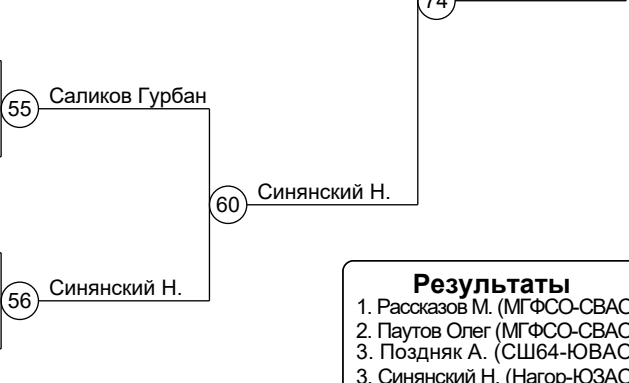 74
Саликов Гурбан
55
Синянский Н.
60
Синянский Н.
56
Результаты
1. Рассказов М. (МГФСО-СВАО
2. Паутов Олег (МГФСО-СВАО
3. Поздняк А. (СШ64-ЮВАО
3. Синянский Н. (Нагор-ЮЗАО